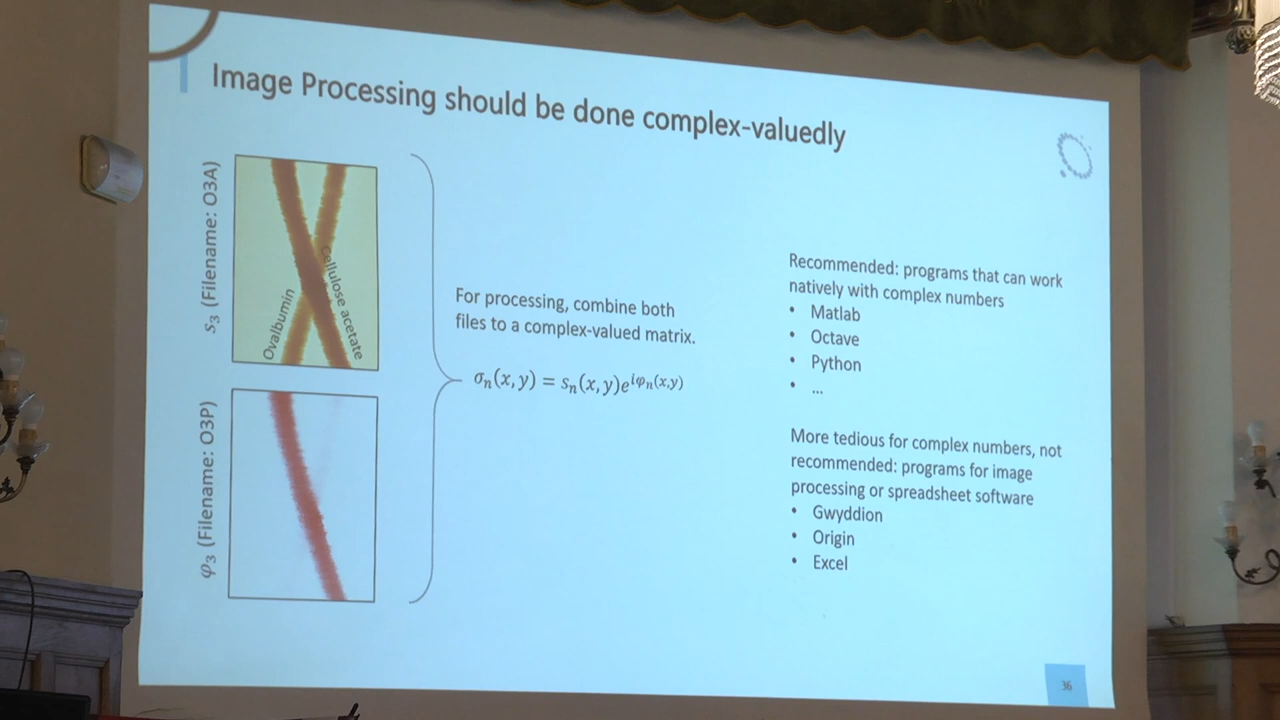 Image Processing should be done complex-valuedly
s₃ (Filename: O3A)
Ovalbumin
Cellulose acetate
φ₃ (Filename: O3P)
For processing, combine both
files to a complex-valued matrix.
σₙ(x, y) = sₙ(x, y)e^{iφₙ(x,y)}
Recommended: programs that can work
natively with complex numbers
• Matlab
• Octave
• Python
• ...
More tedious for complex numbers, not
recommended: programs for image
processing or spreadsheet software
• Gwyddion
• Origin
• Excel
36